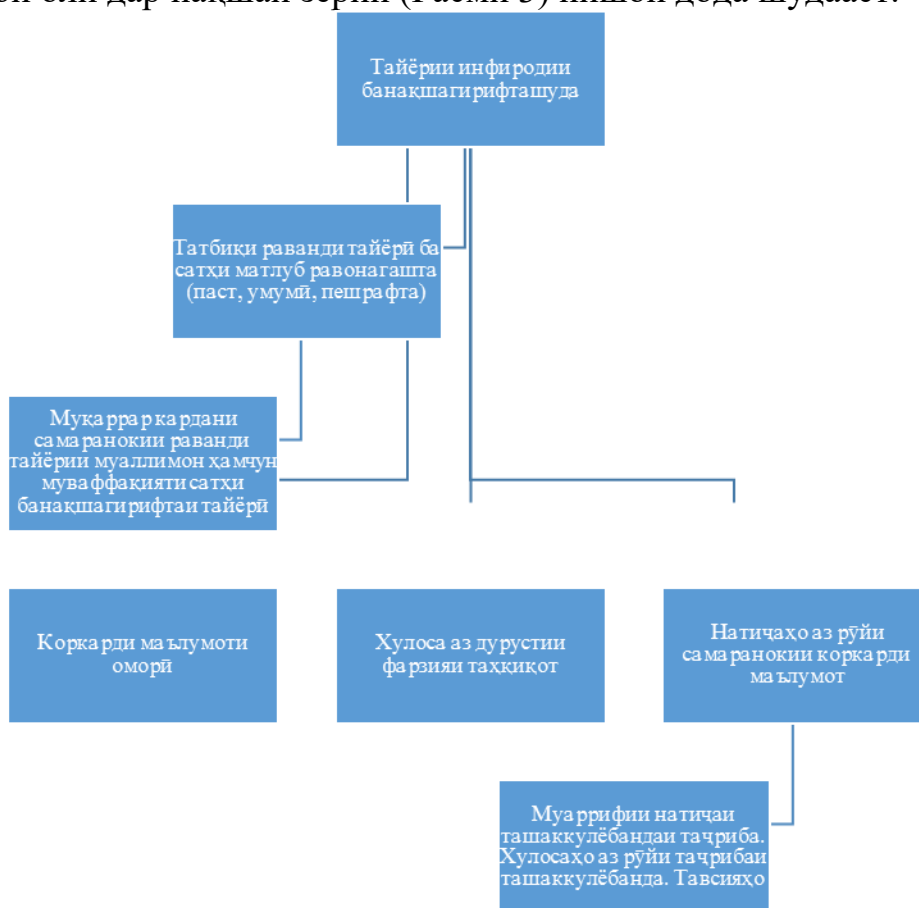 Тайёрии инфиродии
банақшагирифташуда
Татбиқи раванди тайёрӣ ба
сатҳи матлуб равонагашта
(паст, умумӣ, пешрафта)
Муқаррар кардани
самаранокии раванди
тайёрии муаллимон ҳамчун
муваффақияти сатҳи
банақшагирифтаи тайёрӣ
Коркарди маълумоти
оморӣ
Хулоса аз дурустии
фарзияи таҳқиқот
Натиҷаҳо аз рӯйи
самаранокии коркарди
маълумот
Муаррифии натиҷаи
ташаккулёбандаи таҷриба.
Хулосаҳо аз рӯйи таҷрибаи
ташаккулёбанда. Тавсияҳо